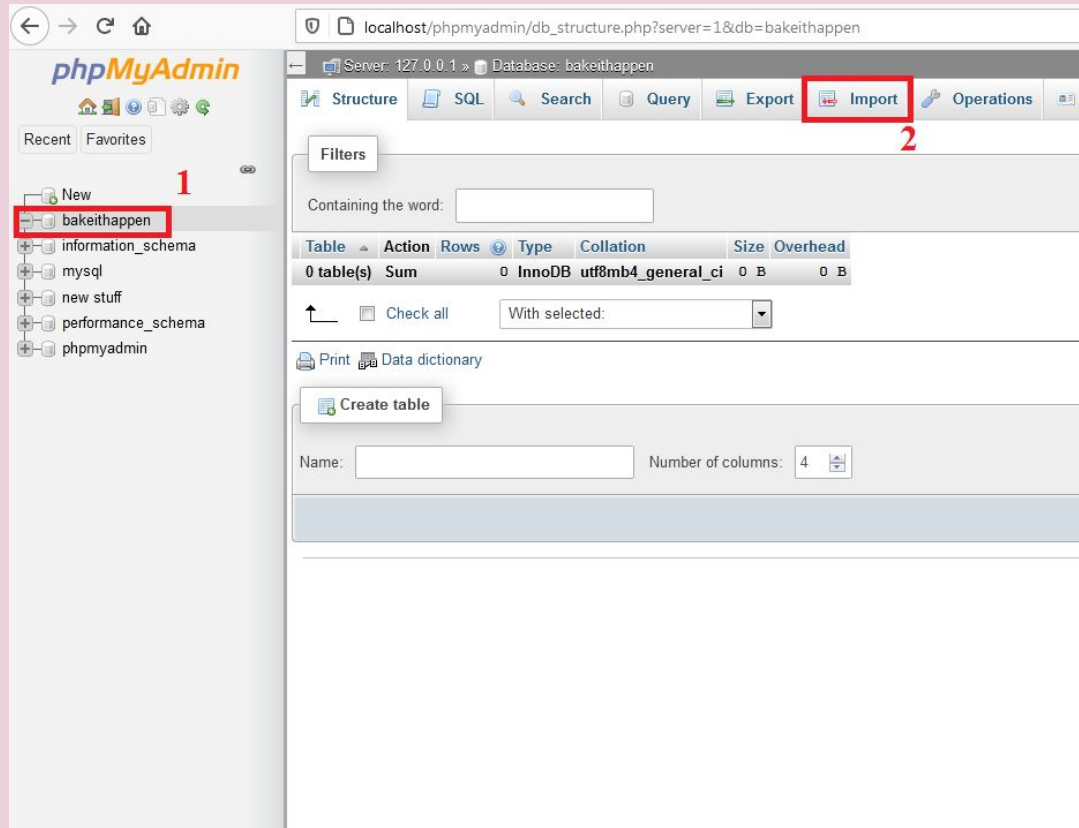 localhost/phpmyadmin/db_structure.php?server=1&db=bakeithappen
phpMyAdmin
Recent Favorites
1
New
bakeithappen
information_schema
mysql
new stuff
performance_schema
phpmyadmin
Server: 127.0.0.1 » Database: bakeithappen
Structure SQL Search Query Export Import Operations
2
Filters
Containing the word:
Table Action Rows Type Collation Size Overhead
0 table(s) Sum 0 InnoDB utf8mb4_general_ci 0 B 0 B
Check all With selected:
Print Data dictionary
Create table
Name: Number of columns: 4